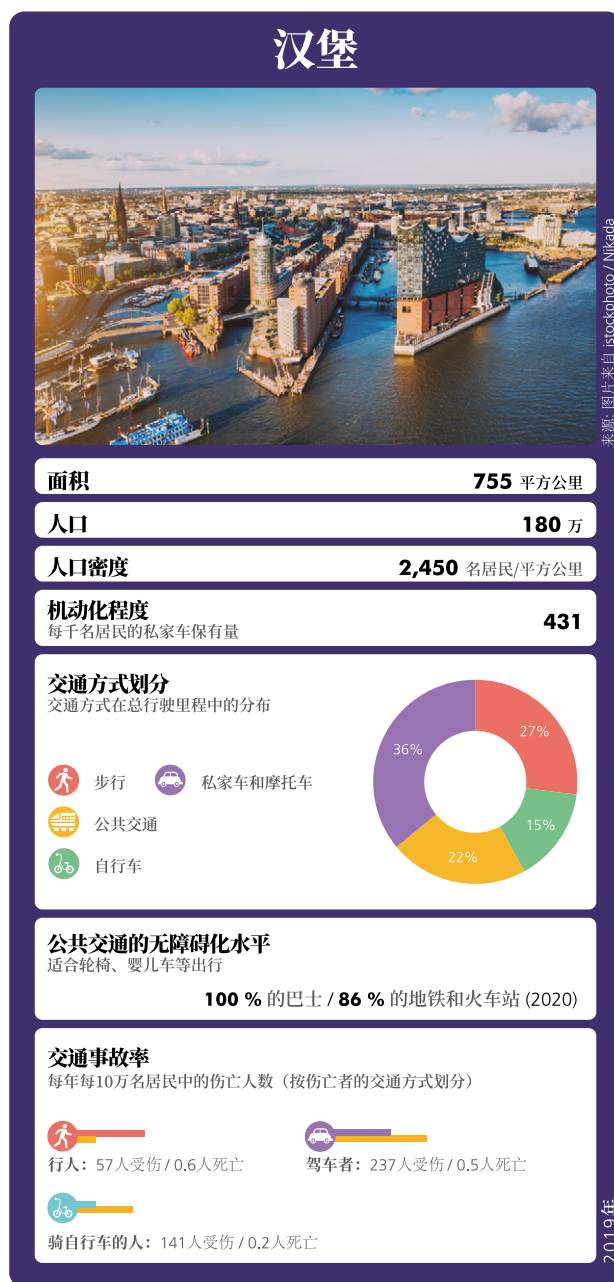 汉堡
来源: 图片来自 istockphoto / Nikada
面积 755 平方公里
人口 180 万
人口密度 2,450 名居民/平方公里
机动化程度
每千名居民的私家车保有量
431
交通方式划分
交通方式在总行驶里程中的分布
步行 私家车和摩托车
公共交通
自行车
27%
36%
15%
22%
公共交通的无障碍化水平
适合轮椅、婴儿车等出行
100 % 的巴士 / 86 % 的地铁和火车站 (2020)
交通事故率
每年每10万名居民中的伤亡人数（按伤亡者的交通方式划分）
行人：57人受伤 / 0.6人死亡
驾车者：237人受伤 / 0.5人死亡
骑自行车的人：141人受伤 / 0.2人死亡
2019年